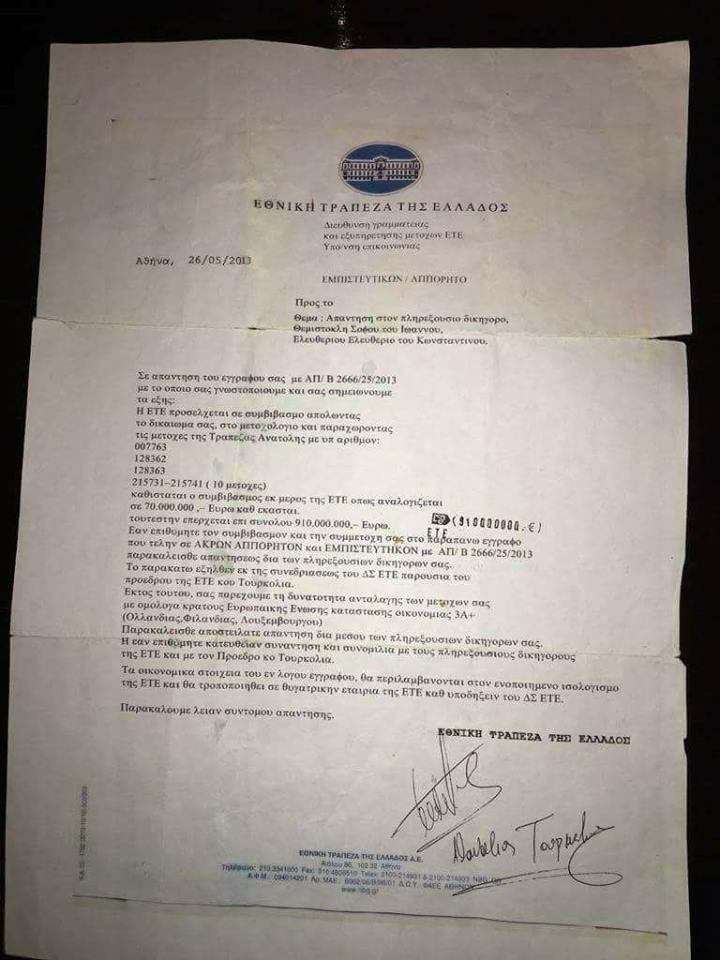 ΕΘΝΙΚΗ ΤΡΑΠΕΖΑ ΤΗΣ ΕΛΛΑΔΟΣ
Διευθυνση γραμματειας
και εξυπηρετησης μετοχων ΕΤΕ
Υπο/νση επικοινωνιας
Αθήνα, 26/05/2013
ΕΜΠΙΣΤΕΥΤΙΚΩΝ / ΑΠΠΟΡΗΤΟ
Προς το
Θεμα : Απαντηση στον πληρεξουσιο δικηγορο,
Θεμιστοκλη Σοφου του Ιωαννου,
Ελευθεριου Ελευθεριο του Κωνσταντινου.
Σε απαντηση του εγγραφου σας με ΑΠ/ Β 2666/25/2013
με το οποιο σας γνωστοποιουμε και σας σημειωνουμε
τα εξης:
Η ΕΤΕ προσελχεται σε συμβιβασμο απολωντας
το δικαιωμα σας, στο μετοχολογιο και παραχωροντας
τις μετοχες της Τραπεζας Ανατολης με υπ αριθμον:
007763
128362
128363
215731–215741 ( 10 μετοχες)
καθισταται ο συμβιβασμος εκ μερος της ΕΤΕ οπως αναλογιζεται
σε 70.000.000 ,– Ευρω καθ εκασται.
τουτεστην επερχεται επι συνολου 910.000.000,– Ευρω.
(910000000.-€)
ΕΤΕ
Εαν επιθυμητε τον συμβιβασμον και την συμμετοχη σας στο παραπανω εγγραφο
που τελην σε ΑΚΡΩΝ ΑΠΠΟΡΗΤΟΝ και ΕΜΠΙΣΤΕΥΤΗΚΟΝ με ΑΠ/ Β 2666/25/2013
παρακαλεισθε απαντησεως δια των πληρεξουσιων δικηγορων σας.
Το παρακατω εξηλθεν εκ της συνεδριασεως του ΔΣ ΕΤΕ παρουσια του
προεδρου της ΕΤΕ κου Τουρκολια.
Εκτος τουτου, σας παρεχουμε τη δυνατοτητα ανταλαγης των μετοχων σας
με ομολογα κρατους Ευρωπαικης Ενωσης καταστασης οικονομιας 3Α+
(Ολλανδιας,Φιλανδιας, Λουξεμβουργου)
Παρακαλεισθε αποστειλατε απαντηση δια μεσου των πληρεξουσιων δικηγορων σας.
Η εαν επιθυμητε κατευθειαν συναντηση και συνομιλια με τους πληρεξουσιους δικηγορους
της ΕΤΕ και με τον Προεδρο κο Τουρκολια.
Τα οικονομικα στοιχεια του εν λογου εγγραφου, θα περιλαμβανονται στον ενοποιημενο ισολογισμο
της ΕΤΕ και θα τροποποιηθει σε θυγατρικην εταιρια της ΕΤΕ καθ υποδηξειν του ΔΣ ΕΤΕ.
Παρακαλουμε λειαν συντομου απαντησης.
ΕΘΝΙΚΗ ΤΡΑΠΕΖΑ ΤΗΣ ΕΛΛΑΔΟΣ
ΕΘΝΙΚΗ ΤΡΑΠΕΖΑ ΤΗΣ ΕΛΛΑΔΟΣ Α.Ε.
Αιόλου 86, 102 32 Αθήνα
www.nbg.gr